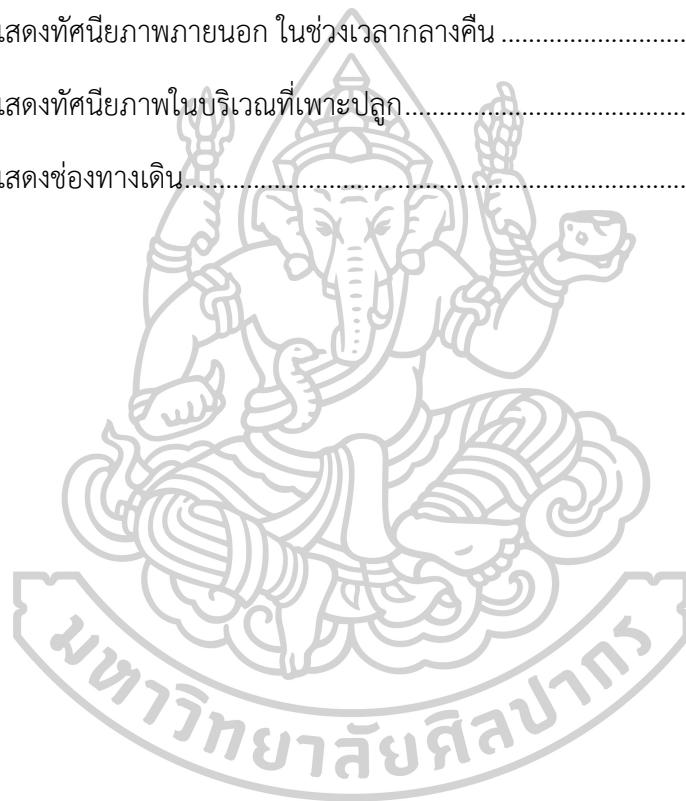 แสดงทัศนียภาพภายนอก ในช่วงเวลากลางคืน ............................
แสดงทัศนียภาพในบริเวณที่เพาะปลูก..........................................
แสดงช่องทางเดิน...........................................................................
มหาวิทยาลัยศิลปากร